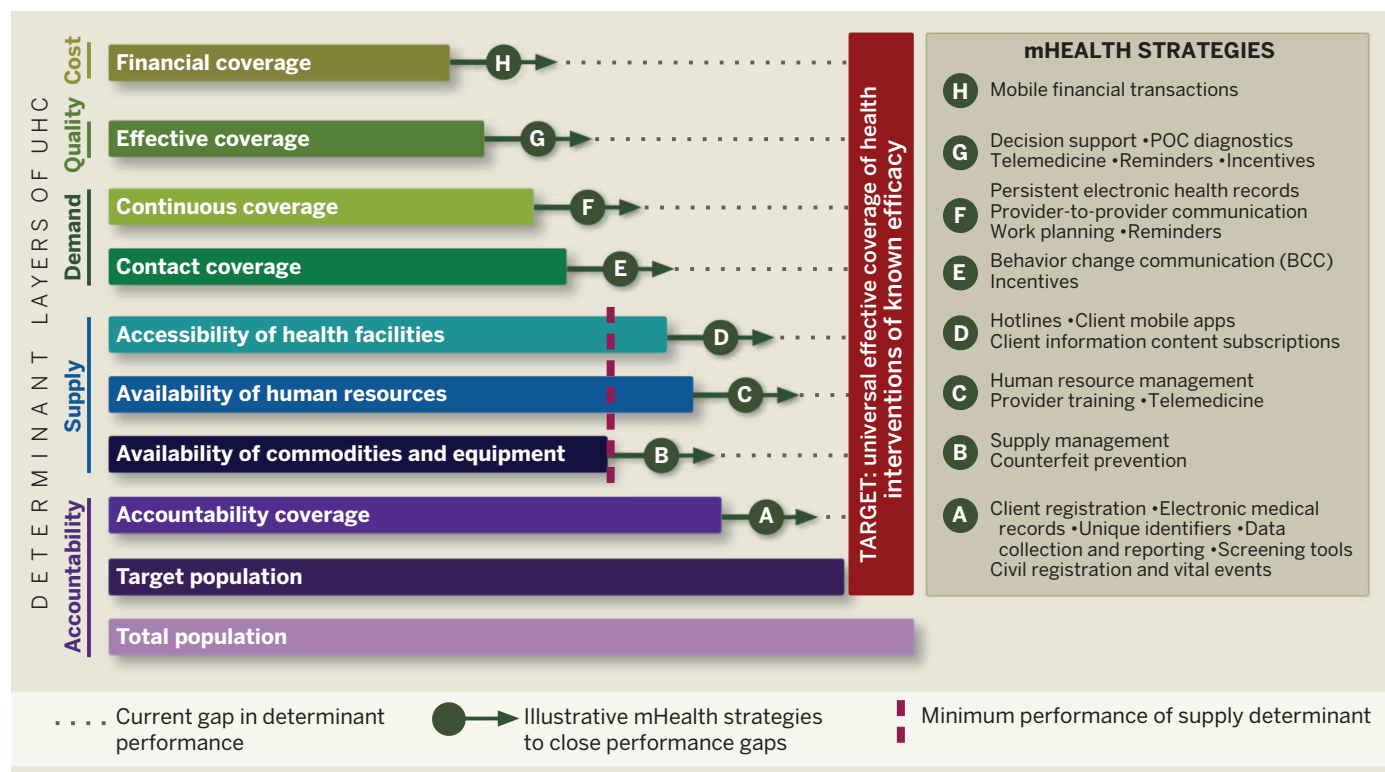 DETERMINANT LAYERS OF UHC
Cost
Financial coverage
H
Quality
Effective coverage
G
Demand
Continuous coverage
F
Contact coverage
E
Supply
Accessibility of health facilities
D
Availability of human resources
C
Availability of commodities and equipment
B
Accountability
Accountability coverage
A
Target population
Total population
TARGET: universal effective coverage of health
interventions of known efficacy
mHEALTH STRATEGIES
H
Mobile financial transactions
G
Decision support •POC diagnostics
Telemedicine •Reminders •Incentives
F
Persistent electronic health records
Provider-to-provider communication
Work planning •Reminders
E
Behavior change communication (BCC)
Incentives
D
Hotlines •Client mobile apps
Client information content subscriptions
C
Human resource management
Provider training •Telemedicine
B
Supply management
Counterfeit prevention
A
Client registration •Electronic medical
records •Unique identifiers •Data
collection and reporting •Screening tools
Civil registration and vital events
Current gap in determinant
performance
Illustrative mHealth strategies
to close performance gaps
Minimum performance of supply determinant